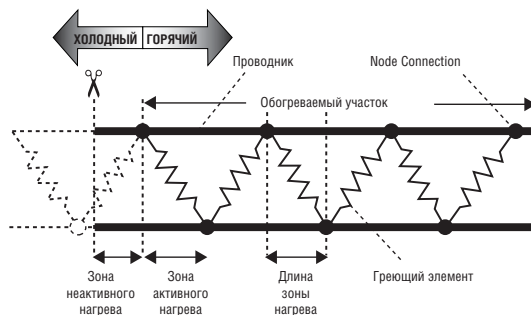 ХОЛОДНЫЙ ГОРЯЧИЙ
Проводник
Node Connection
Обогреваемый участок
Зона
неактивного
нагрева
Зона
активного
нагрева
Длина
зоны
нагрева
Греющий элемент